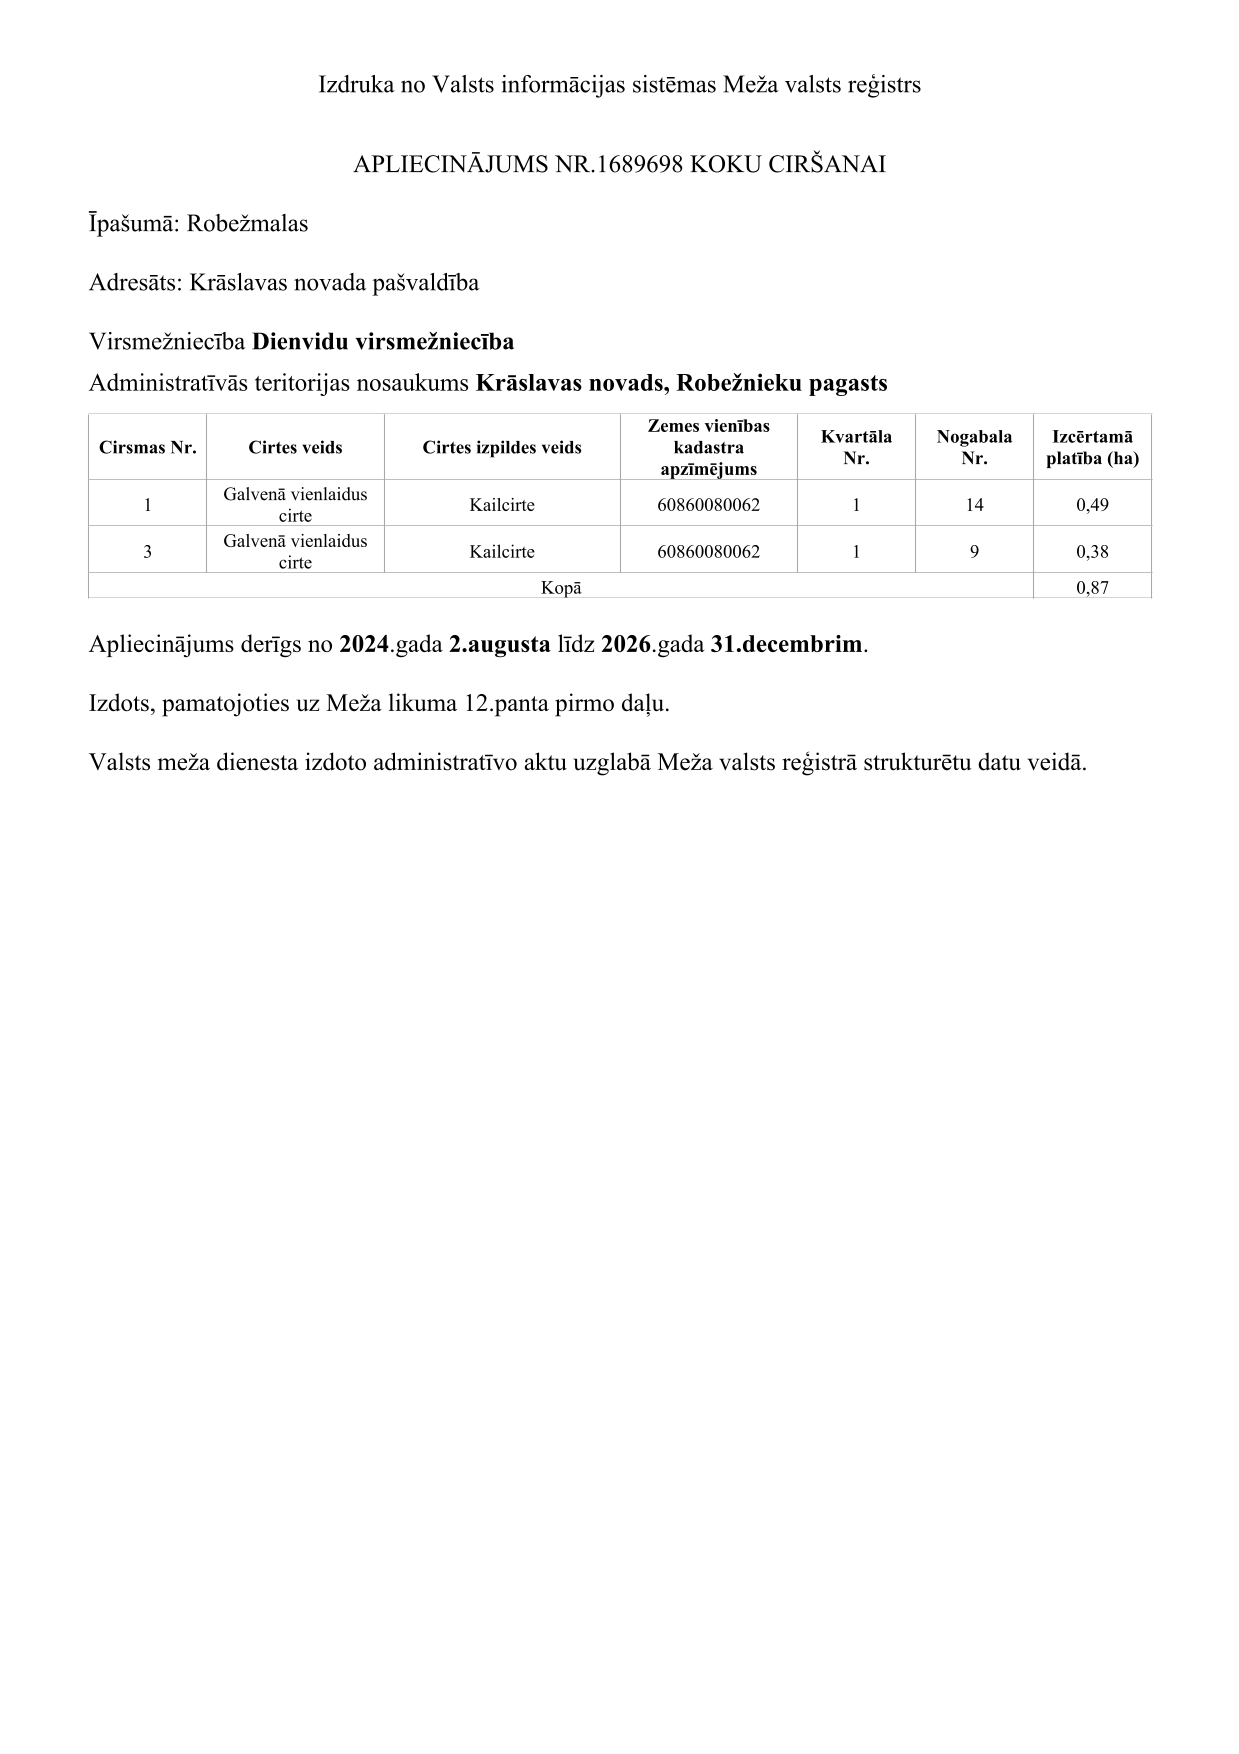 Izdruka no Valsts informācijas sistēmas Meža valsts reģistrs
APLIECINĀJUMS NR.1689698 KOKU CIRŠANAI
Īpašumā: Robežmalas
Adresāts: Krāslavas novada pašvaldība
Virsmežniecība Dienvidu virsmežniecība
Administratīvās teritorijas nosaukums Krāslavas novads, Robežnieku pagasts
Cirsmas Nr. Cirtes veids Cirtes izpildes veids Zemes vienības kadastra apzīmējums Kvartāla Nr. Nogabala Nr. Izcērtamā platība (ha)
1 Galvenā vienlaidus cirte Kailcirte 60860080062 1 14 0,49
3 Galvenā vienlaidus cirte Kailcirte 60860080062 1 9 0,38
Kopā 0,87
Apliecinājums derīgs no 2024.gada 2.augusta līdz 2026.gada 31.decembrim.
Izdots, pamatojoties uz Meža likuma 12.panta pirmo daļu.
Valsts meža dienesta izdoto administratīvo aktu uzglabā Meža valsts reģistrā strukturētu datu veidā.